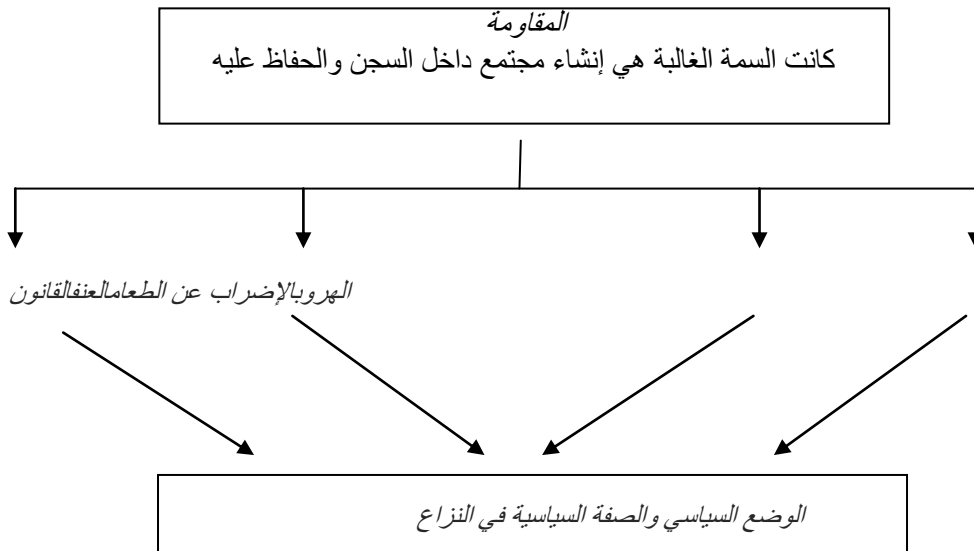 المقاومة
كانت السمة الغالبة هي إنشاء مجتمع داخل السجن والحفاظ عليه
الهروبالإضراب عن الطعامالعنفالقانون
الوضع السياسي والصفة السياسية في النزاع